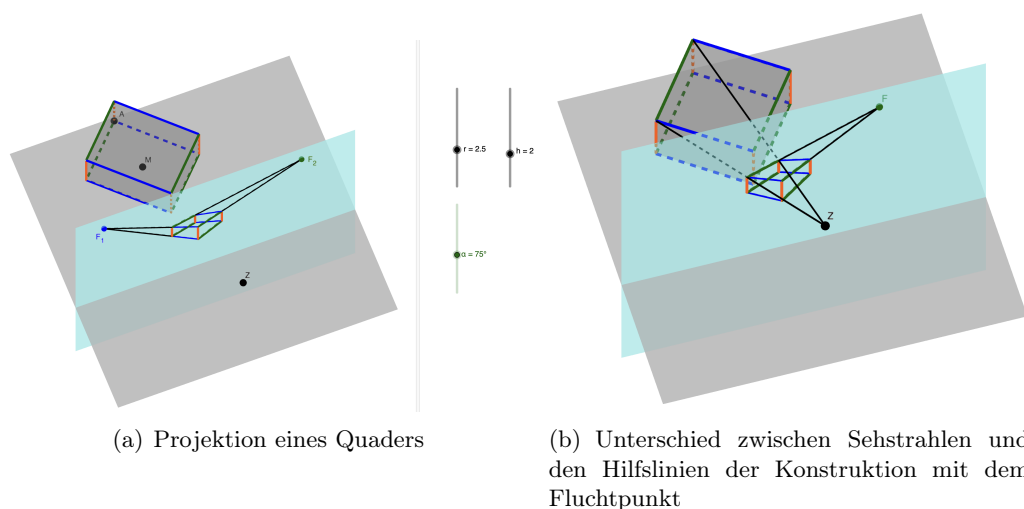 A
M
F₂
F₁
Z
r = 2.5
h = 2
α = 75°
F
Z
(a) Projektion eines Quaders
(b) Unterschied zwischen Sehstrahlen und
den Hilfslinien der Konstruktion mit dem
Fluchtpunkt